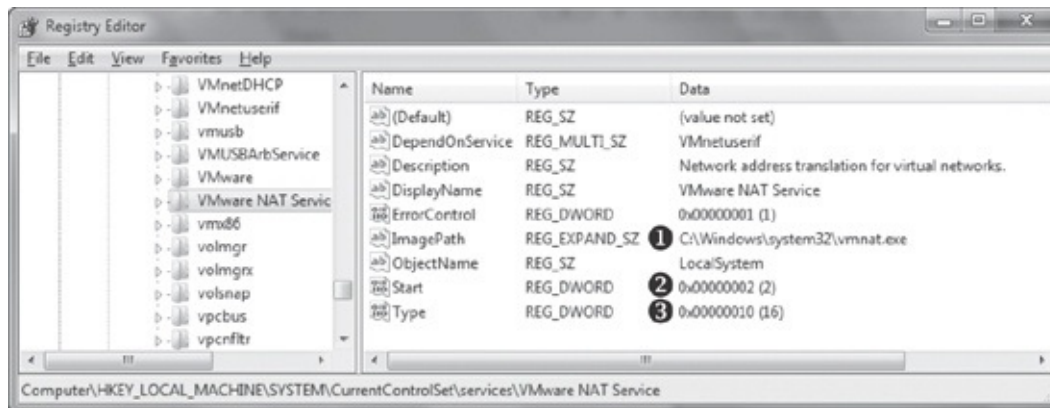 Registry Editor
File Edit View Favorites Help
VMnetDHCP
VMnetuserif
vmusb
VMUSBArbService
VMware
VMware NAT Servic
vmx86
volmgr
volmgrx
volsnap
vpcbus
vpcnfltr
Name Type Data
(Default) REG_SZ (value not set)
DependOnService REG_MULTI_SZ VMnetuserif
Description REG_SZ Network address translation for virtual networks.
DisplayName REG_SZ VMware NAT Service
ErrorControl REG_DWORD 0x00000001 (1)
ImagePath REG_EXPAND_SZ ❶ C:\Windows\system32\vmnat.exe
ObjectName REG_SZ LocalSystem
Start REG_DWORD ❷ 0x00000002 (2)
Type REG_DWORD ❸ 0x00000010 (16)
Computer\HKEY_LOCAL_MACHINE\SYSTEM\CurrentControlSet\services\VMware NAT Service